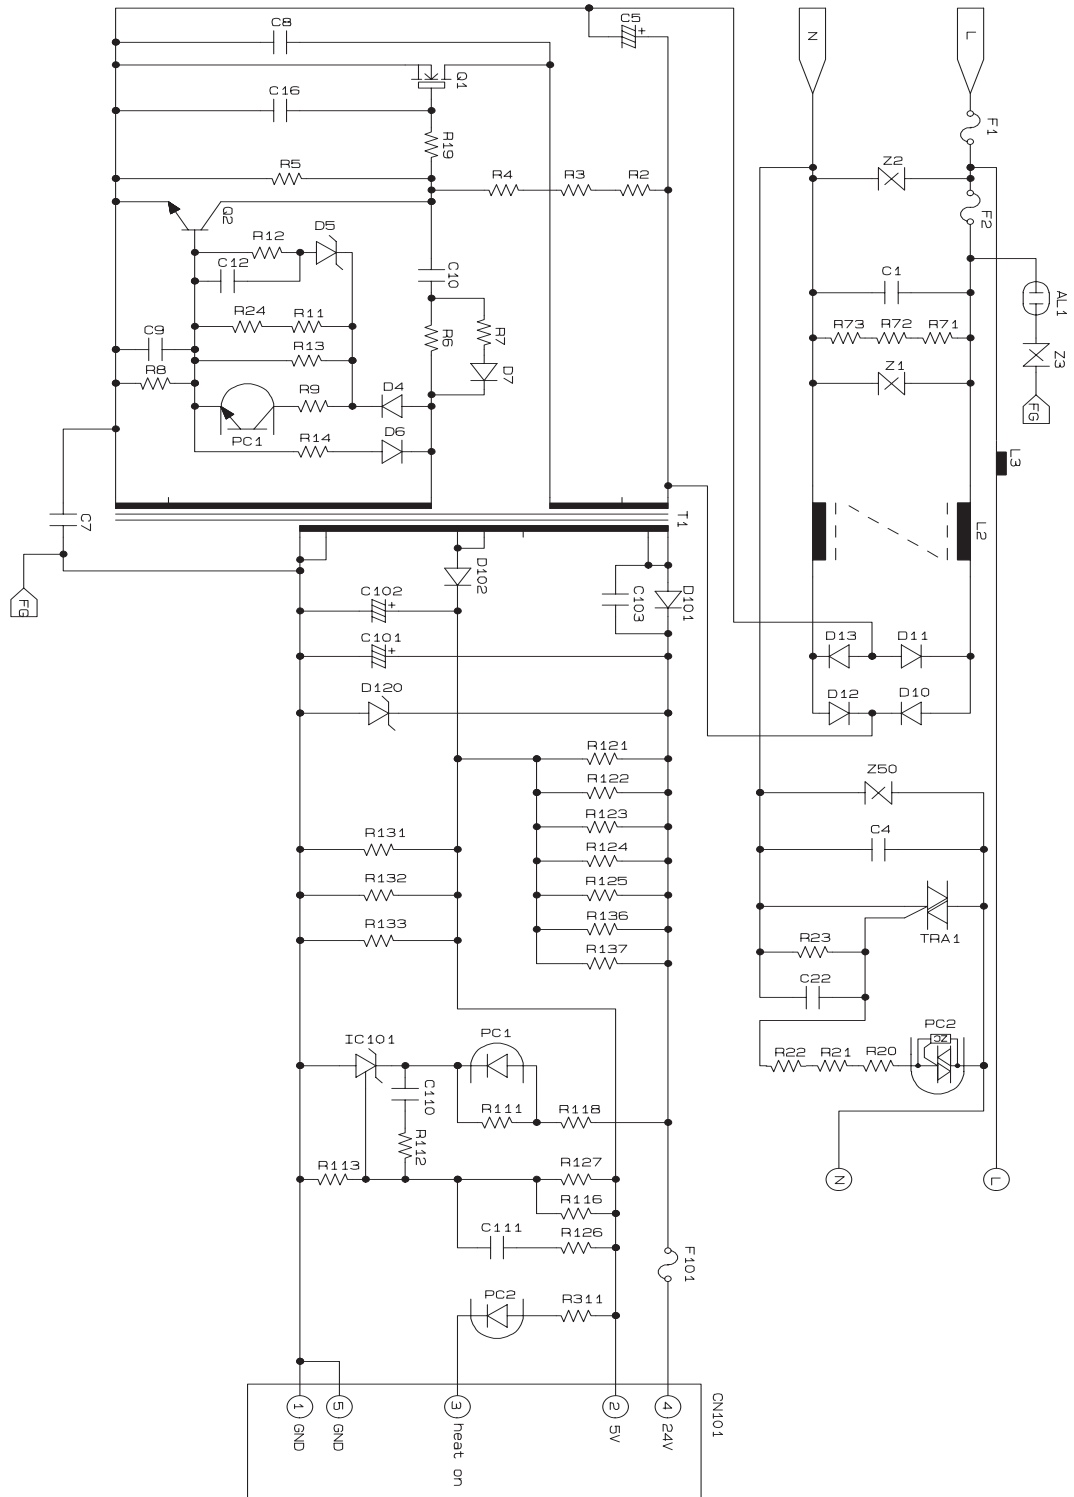 C8
C5
+
N
L
Q1
C16
F1
R19
Z2
R5
R4
R3
R2
Q2
F2
D5
R12
C12
C10
C1
AL1
R24
R11
R73
R72
R71
C9
R13
R6
R7
Z3
R8
Z1
D7
R9
D4
FG
PC1
R14
D6
L3
C7
T1
L2
D102
FG
C102
+
C103
D101
C101
+
D13
D11
D120
D12
D10
R121
R122
Z50
R123
R131
R124
C4
R132
R125
R133
R136
TRA1
R137
R23
C22
IC101
PC1
PC2
ZC
R22
R21
R20
C110
R111
R118
R112
R113
R127
N
L
R116
C111
R126
F101
PC2
R311
CN101
1 GND
5 GND
3 heat on
2 5V
4 24V